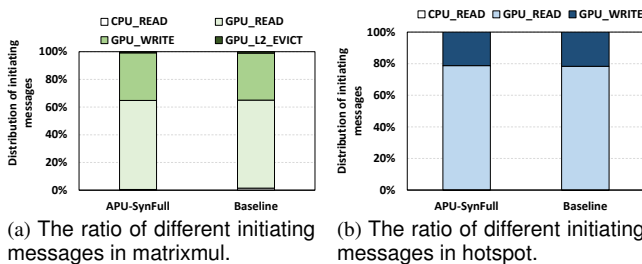 CPU_READ GPU_READ
GPU_WRITE GPU_L2_EVICT
Distribution of initiating messages
100%
80%
60%
40%
20%
0%
APU-SynFull Baseline
(a) The ratio of different initiating
messages in matrixmul.
CPU_READ GPU_READ GPU_WRITE
Distribution of initiating messages
100%
80%
60%
40%
20%
0%
APU-SynFull Baseline
(b) The ratio of different initiating
messages in hotspot.